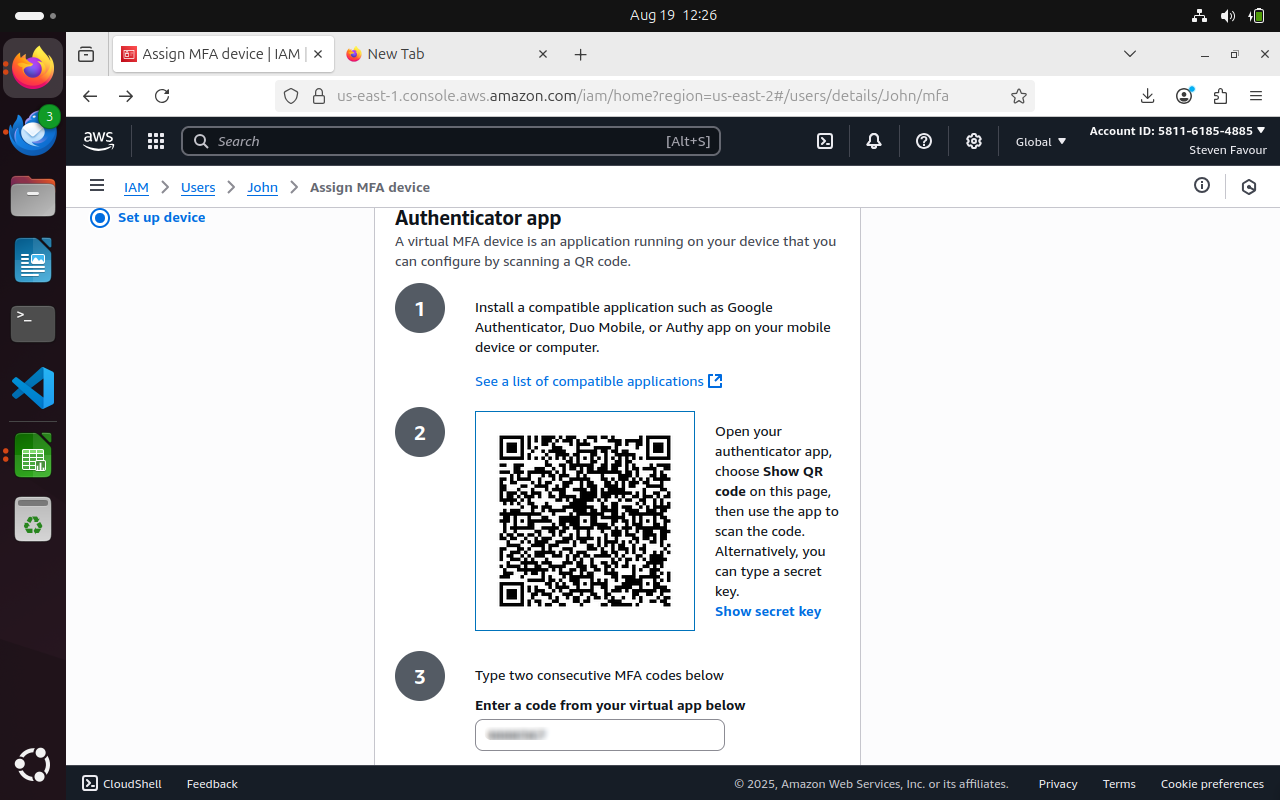 Aug 19 12:26
Assign MFA device | IAM |
New Tab
us-east-1.console.aws.amazon.com/iam/home?region=us-east-2#/users/details/John/mfa
3
aws
Search
[Alt+S]
Global
Account ID: 5811-6185-4885
Steven Favour
IAM
Users
John
Assign MFA device
Set up device
Authenticator app
A virtual MFA device is an application running on your device that you
can configure by scanning a QR code.
1
Install a compatible application such as Google
Authenticator, Duo Mobile, or Authy app on your mobile
device or computer.
See a list of compatible applications
2
Open your
authenticator app,
choose Show QR
code on this page,
then use the app to
scan the code.
Alternatively, you
can type a secret
key.
Show secret key
3
Type two consecutive MFA codes below
Enter a code from your virtual app below
CloudShell
Feedback
© 2025, Amazon Web Services, Inc. or its affiliates.
Privacy
Terms
Cookie preferences